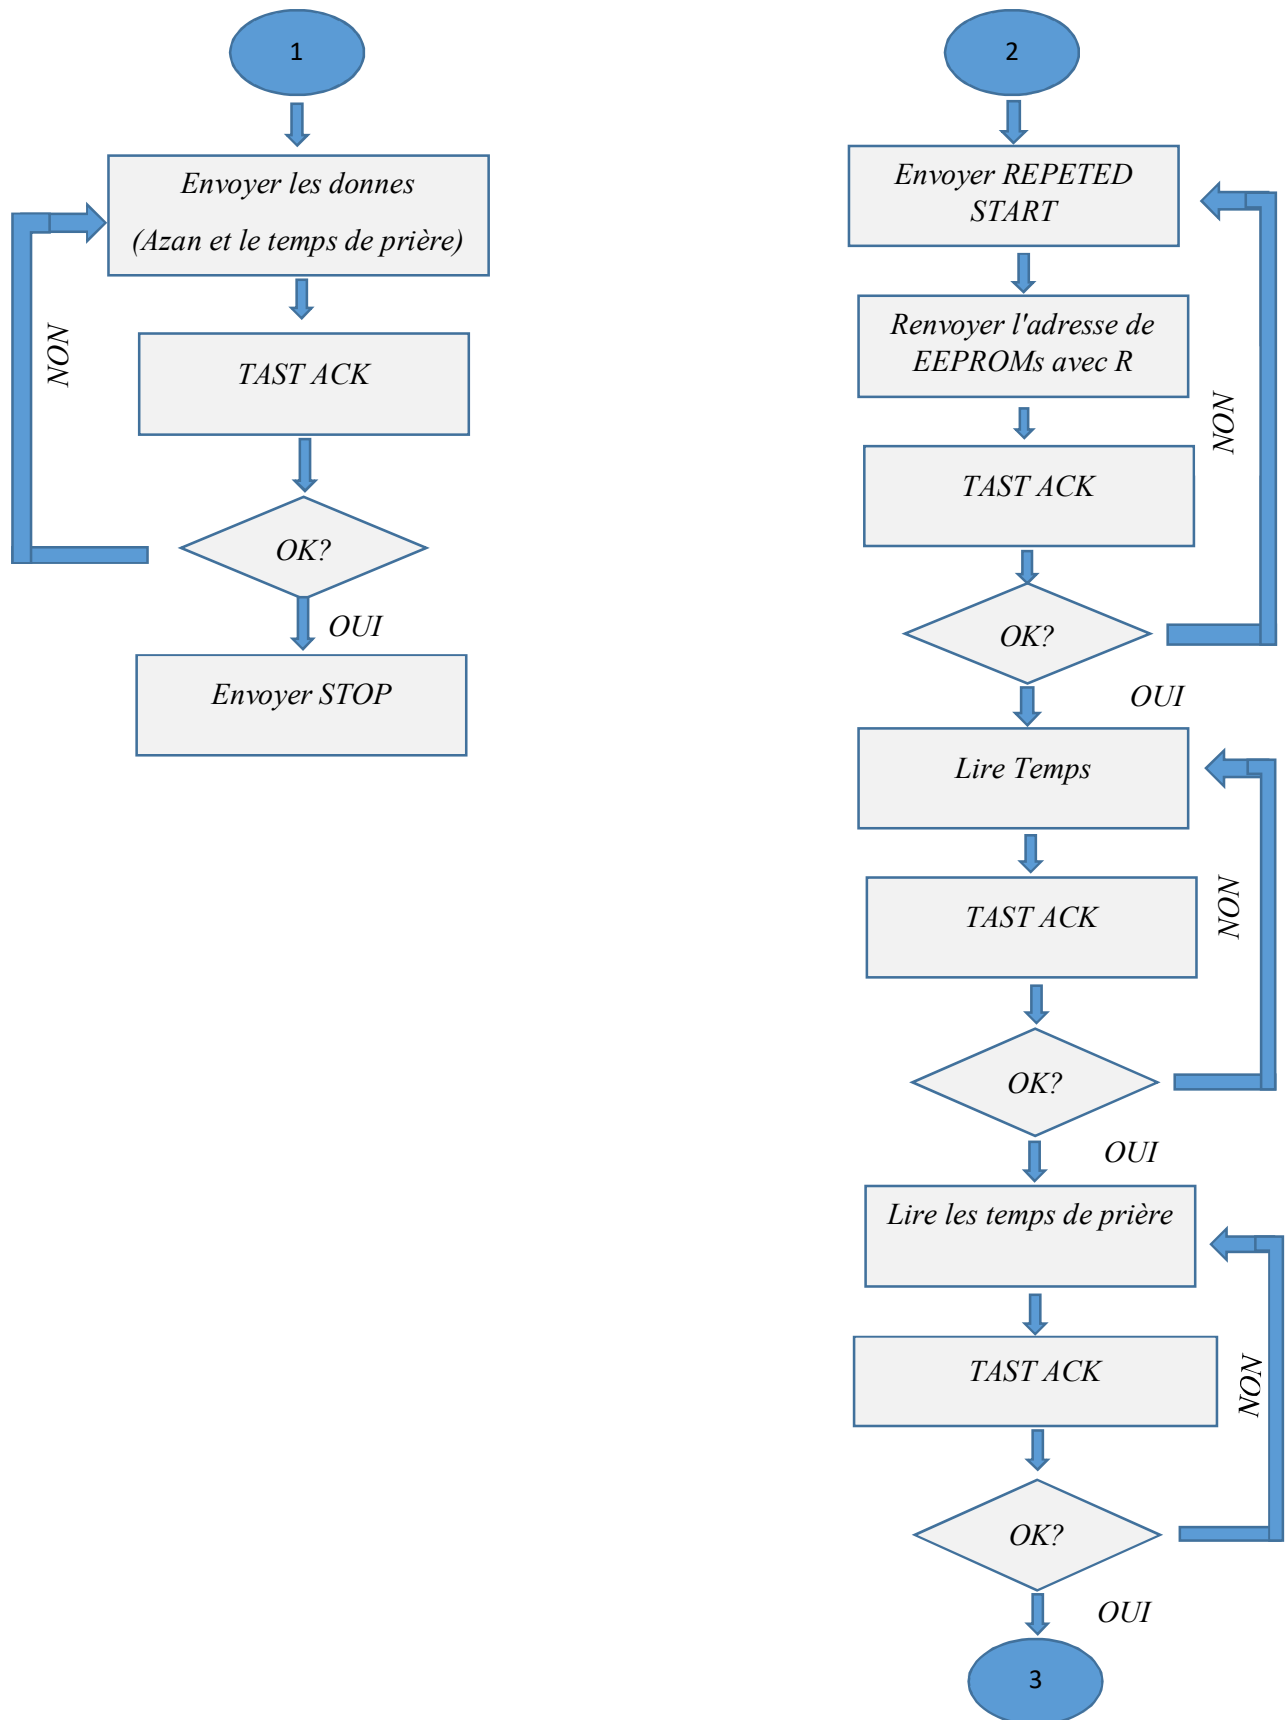 1
Envoyer les donnes
(Azan et le temps de prière)
NON
TAST ACK
OK?
OUI
Envoyer STOP
2
Envoyer REPETED
START
Renvoyer l'adresse de
EEPROMs avec R
NON
TAST ACK
OK?
OUI
Lire Temps
TAST ACK
NON
OK?
OUI
Lire les temps de prière
TAST ACK
NON
OK?
OUI
3